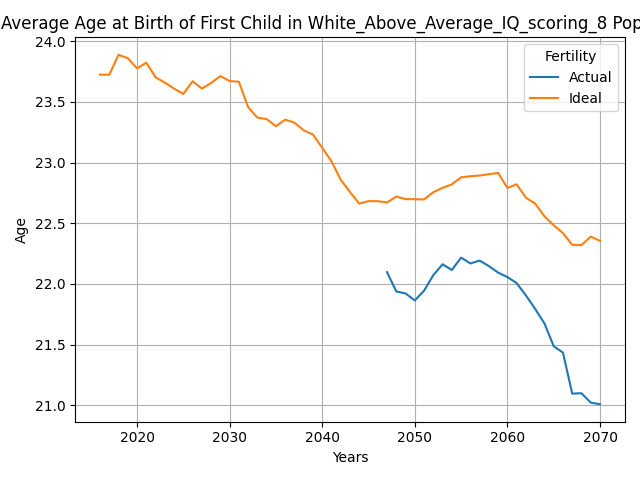 Average Age at Birth of First Child in White_Above_Average_IQ_scoring_8 Pop
24.0
23.5
23.0
22.5
22.0
21.5
21.0
Age
Fertility
Actual
Ideal
2020 2030 2040 2050 2060 2070
Years